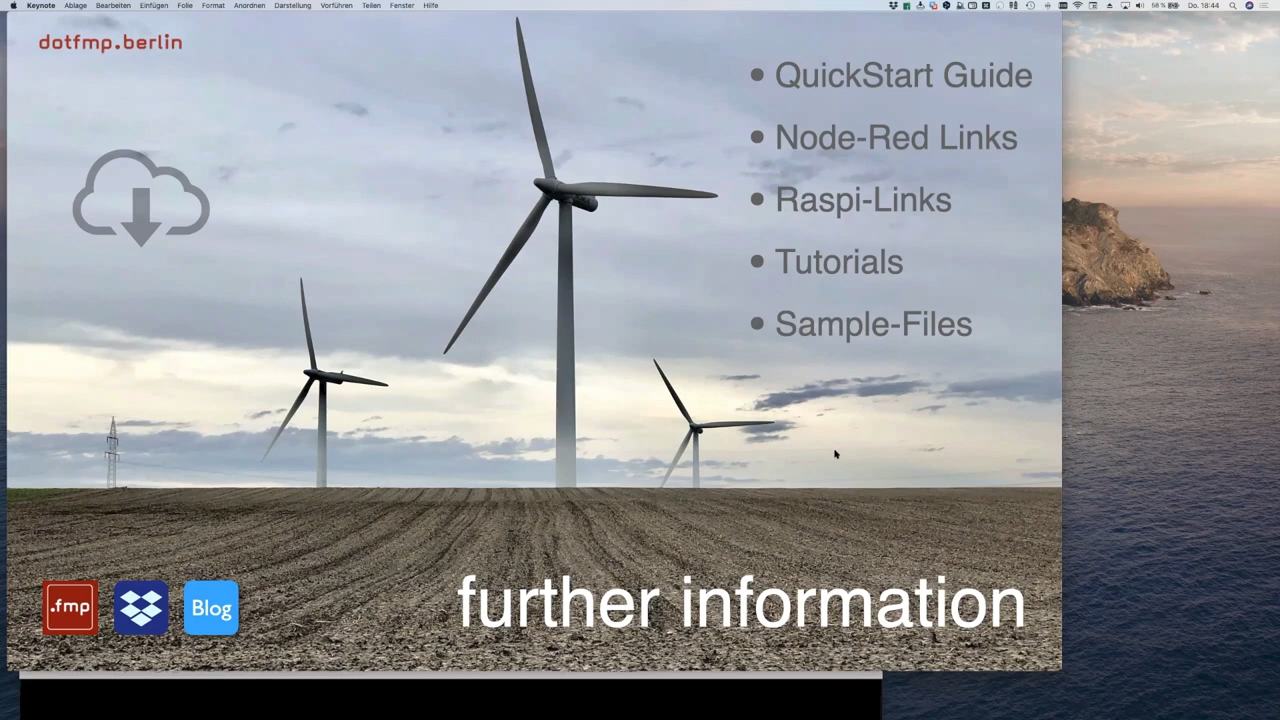 Keynote Ablage Bearbeiten Einfügen Folie Format Anordnen Darstellung Vorführen Teilen Fenster Hilfe
58 % Do. 18:44
dotfmp.berlin
• QuickStart Guide
• Node-Red Links
• Raspi-Links
• Tutorials
• Sample-Files
.fmp
Blog
further information